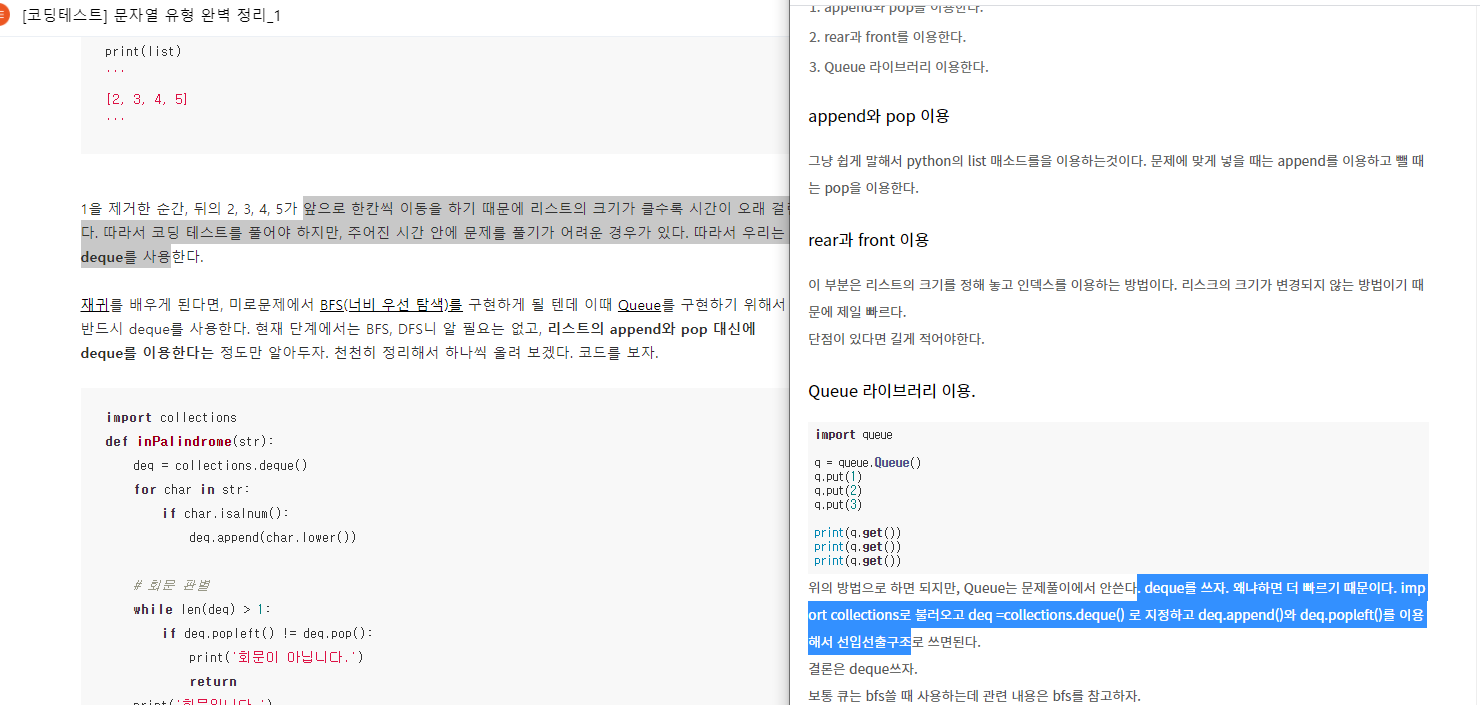 [코딩테스트] 문자열 유형 완벽 정리_1
print(list)
'''
[2, 3, 4, 5]
'''
1을 제거한 순간, 뒤의 2, 3, 4, 5가 앞으로 한칸씩 이동을 하기 때문에 리스트의 크기가 클수록 시간이 오래 걸린
다. 따라서 코딩 테스트를 풀어야 하지만, 주어진 시간 안에 문제를 풀기가 어려운 경우가 있다. 따라서 우리는
deque를 사용한다.
재귀를 배우게 된다면, 미로문제에서 BFS(너비 우선 탐색)를 구현하게 될 텐데 이때 Queue를 구현하기 위해서
반드시 deque를 사용한다. 현재 단계에서는 BFS, DFS니 알 필요는 없고, 리스트의 append와 pop 대신에
deque를 이용한다는 정도만 알아두자. 천천히 정리해서 하나씩 올려 보겠다. 코드를 보자.
import collections
def inPalindrome(str):
deq = collections.deque()
for char in str:
if char.isalnum():
deq.append(char.lower())
# 회문 판별
while len(deq) > 1:
if deq.popleft() != deq.pop():
print('회문이 아닙니다.')
return
print('회문입니다.')
1. append와 pop을 이용한다.
2. rear과 front를 이용한다.
3. Queue 라이브러리 이용한다.
append와 pop 이용
그냥 쉽게 말해서 python의 list 매소드를을 이용하는것이다. 문제에 맞게 넣을 때는 append를 이용하고 뺄 때
는 pop을 이용한다.
rear과 front 이용
이 부분은 리스트의 크기를 정해 놓고 인덱스를 이용하는 방법이다. 리스크의 크기가 변경되지 않는 방법이기 때
문에 제일 빠르다.
단점이 있다면 길게 적어야한다.
Queue 라이브러리 이용.
import queue
q = queue.Queue()
q.put(1)
q.put(2)
q.put(3)
print(q.get())
print(q.get())
print(q.get())
위의 방법으로 하면 되지만, Queue는 문제풀이에서 안쓴다. deque를 쓰자. 왜냐하면 더 빠르기 때문이다. imp
ort collections로 불러오고 deq =collections.deque() 로 지정하고 deq.append()와 deq.popleft()를 이용
해서 선입선출구조로 쓰면된다.
결론은 deque쓰자.
보통 큐는 bfs쓸 때 사용하는데 관련 내용은 bfs를 참고하자.